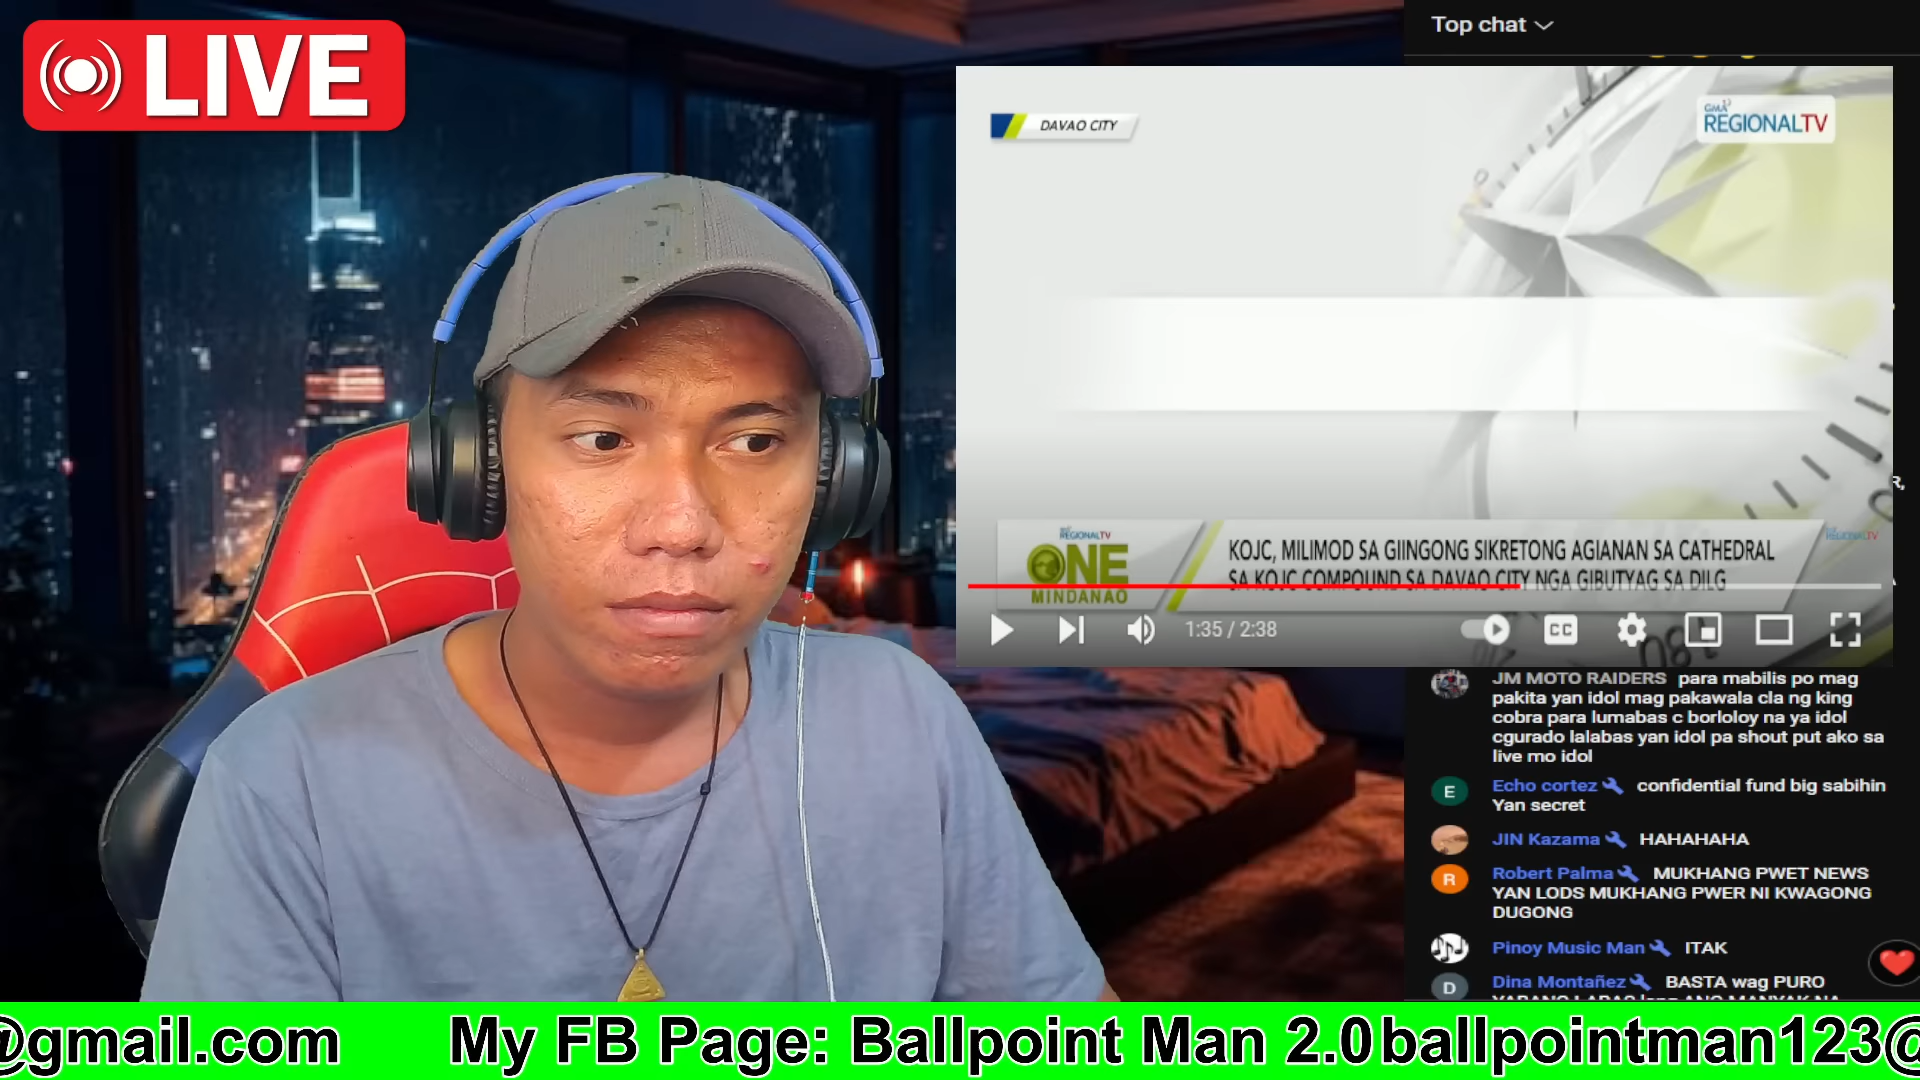 LIVE
Top chat
DAVAO CITY
GMA
REGIONALTV
REGIONALTV
ONE
MINDANAO
KOJC, MILIMOD SA GIINGONG SIKRETONG AGIANAN SA CATHEDRAL
SA KOJC COMPOUND SA DAVAO CITY NGA GIBUTYAG SA DILG
REGIONALTV
1:35 / 2:38
CC
R,
JM MOTO RAIDERS para mabilis po mag
pakita yan idol mag pakawala cla ng king
cobra para lumabas c borloloy na ya idol
cgurado lalabas yan idol pa shout put ako sa
live mo idol
E
Echo cortez confidential fund big sabihin
Yan secret
JIN Kazama HAHAHAHA
R
Robert Palma MUKHANG PWET NEWS
YAN LODS MUKHANG PWER NI KWAGONG
DUGONG
Pinoy Music Man ITAK
D
Dina Montañez BASTA wag PURO
@gmail.com My FB Page: Ballpoint Man 2.0 ballpointman123@